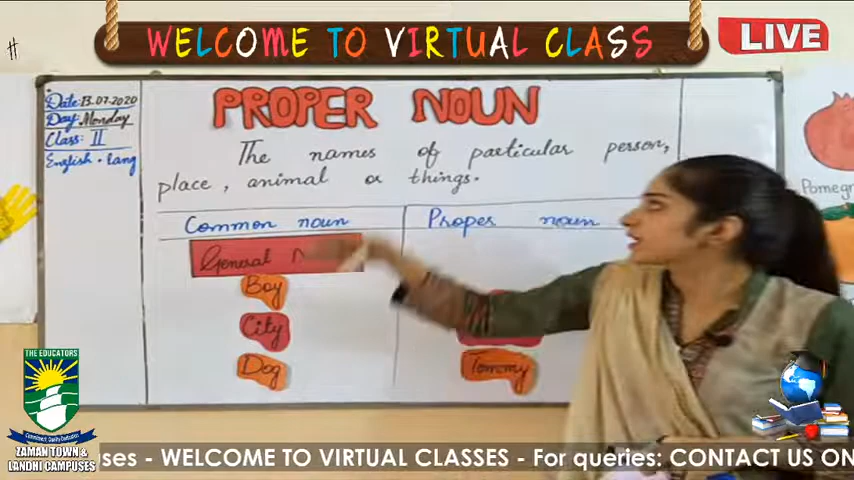 WELCOME TO VIRTUAL CLASS
LIVE
Date: 13.07.2020
Day: Monday
Class: II
English. Lang
PROPER NOUN
The names of particular person,
place, animal or things.
Common noun
Proper noun
General
Boy
City
Dog
Tommy
Pomegr
THE EDUCATORS
ZAMAN TOWN &
LANDHI CAMPUSES
ses - WELCOME TO VIRTUAL CLASSES - For queries: CONTACT US ON